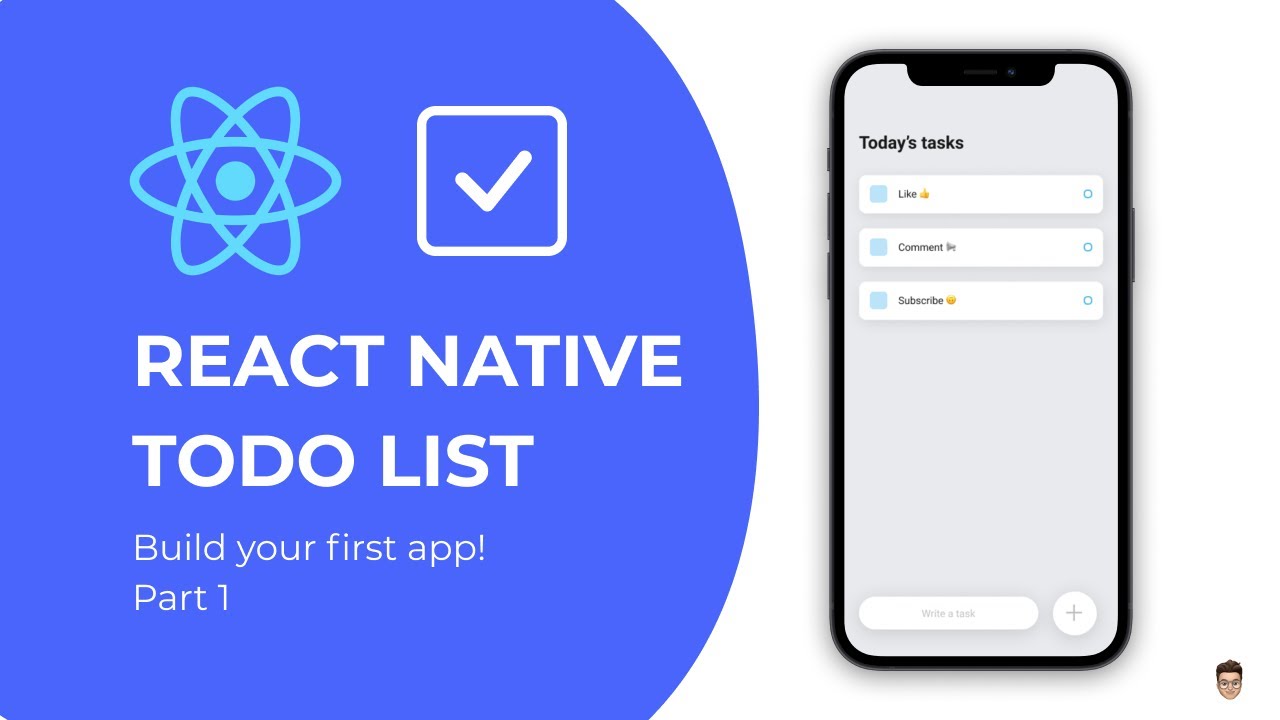 REACT NATIVE
TODO LIST
Build your first app!
Part 1
Today’s tasks
Like 👍
Comment 📣
Subscribe 😀
Write a task